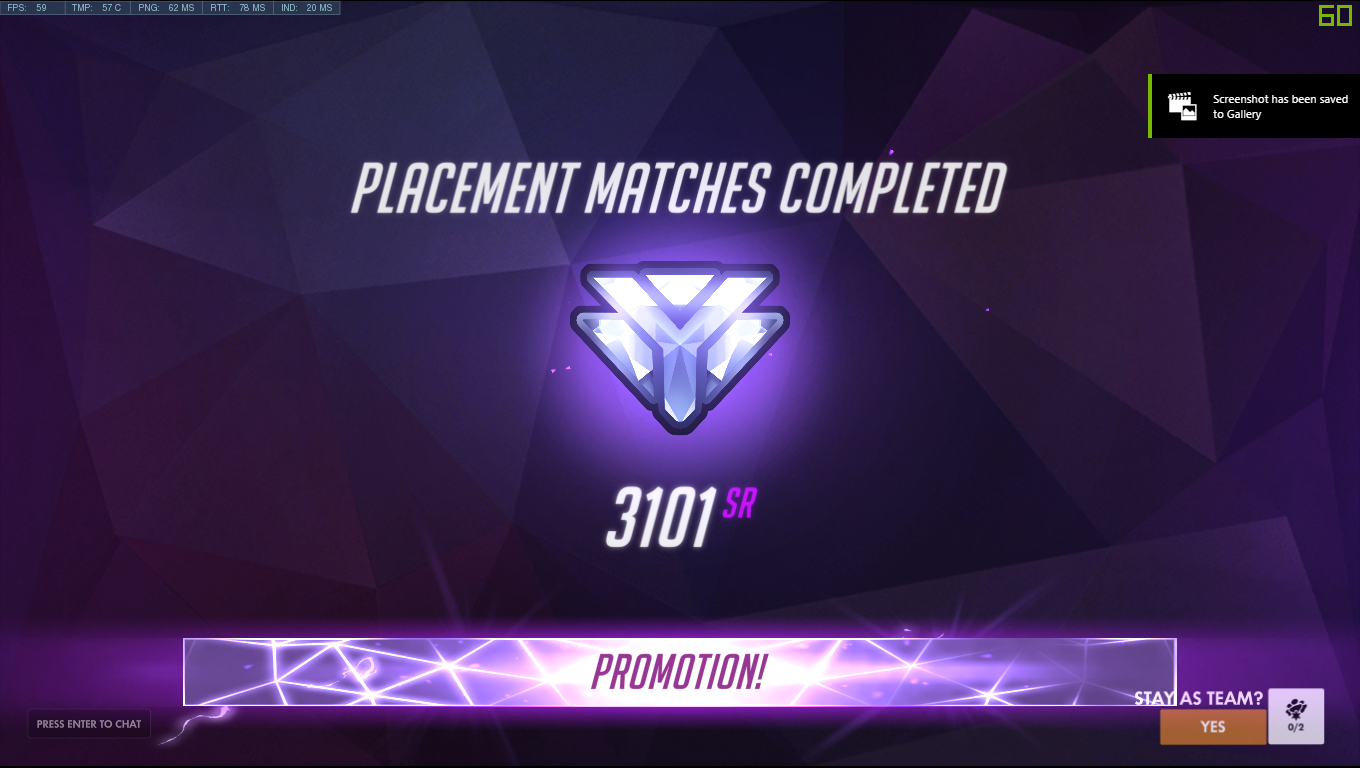 FPS: 59 TMP: 57 C PNG: 62 MS RTT: 78 MS IND: 20 MS
60
Screenshot has been saved
to Gallery
PLACEMENT MATCHES COMPLETED
3101 SR
PROMOTION!
STAY AS TEAM?
PRESS ENTER TO CHAT
YES
0/2